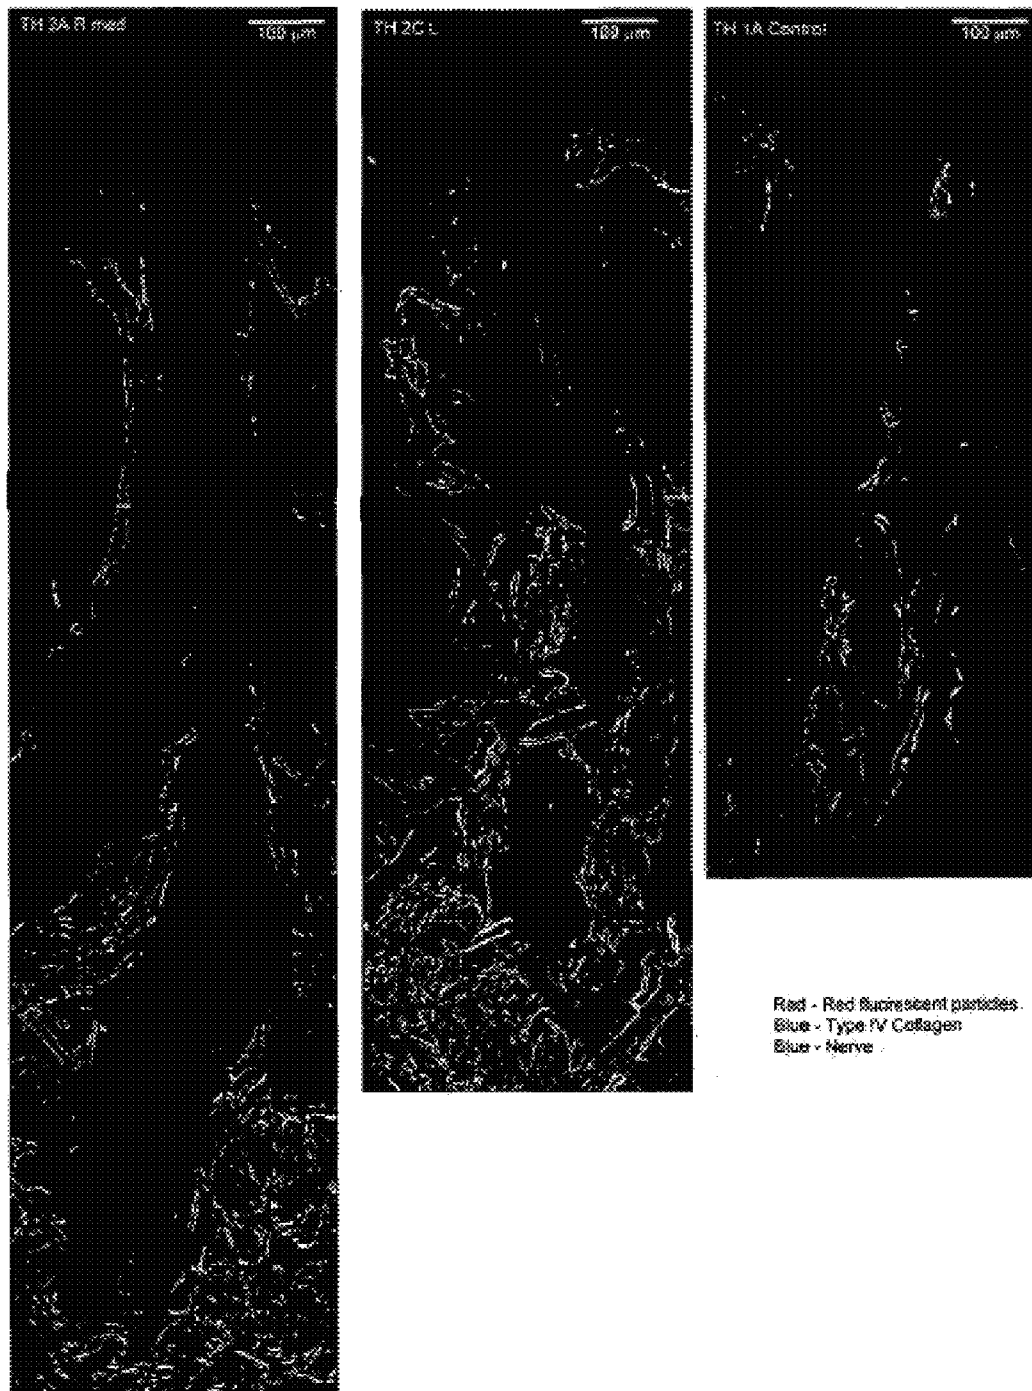 TH 3A R med
100 µm
TH 2C L
100 µm
TH 1A Control
100 µm
Red - Red fluorescent particles.
Blue - Type IV Collagen
Blue - Nerve